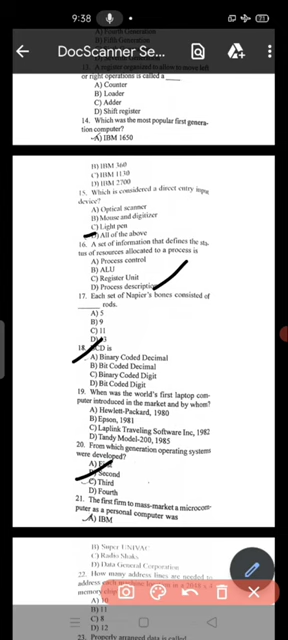 9:38
71
DocScanner Se...
A) Fourth Generation
B) Fifth Generation
13. A register organized to allow to move left
or right operations is called a ____
A) Counter
B) Loader
C) Adder
D) Shift register
14. Which was the most popular first genera-
tion computer?
A) IBM 1650
B) IBM 360
C) IBM 1130
D) IBM 2700
15. Which is considered a direct entry input
device?
A) Optical scanner
B) Mouse and digitizer
C) Light pen
D) All of the above
16. A set of information that defines the sta-
tus of resources allocated to a process is
A) Process control
B) ALU
C) Register Unit
D) Process description
17. Each set of Napier's bones consisted of
______ rods.
A) 5
B) 9
C) 11
D) 13
18. BCD is
A) Binary Coded Decimal
B) Bit Coded Decimal
C) Binary Coded Digit
D) Bit Coded Digit
19. When was the world's first laptop com-
puter introduced in the market and by whom?
A) Hewlett-Packard, 1980
B) Epson, 1981
C) Laplink Traveling Software Inc, 1982
D) Tandy Model-200, 1985
20. From which generation operating systems
were developed?
A) First
B) Second
C) Third
D) Fourth
21. The first firm to mass-market a microcom-
puter as a personal computer was
A) IBM
B) Super UNIVAC
C) Radio Shaks
D) Data General Corporation
22. How many address lines are needed to
address each
memory chip
A) 10
B) 11
C) 8
D) 12
23. Properly arranged data is called